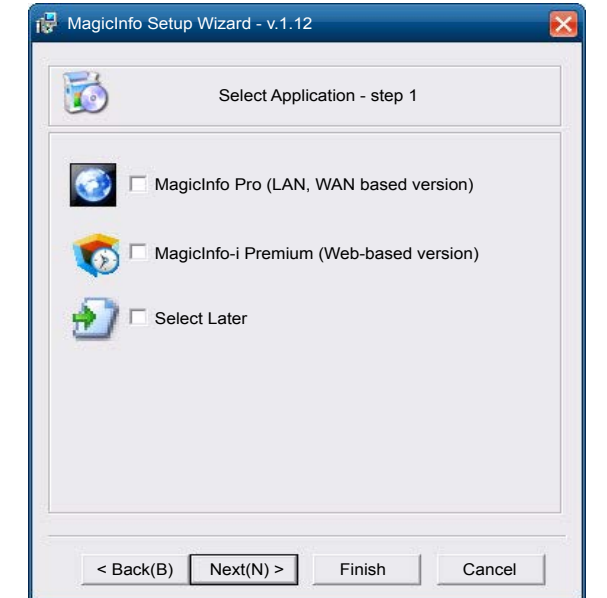 MagicInfo Setup Wizard - v.1.12
Select Application - step 1
MagicInfo Pro (LAN, WAN based version)
MagicInfo-i Premium (Web-based version)
Select Later
< Back(B) Next(N) > Finish Cancel